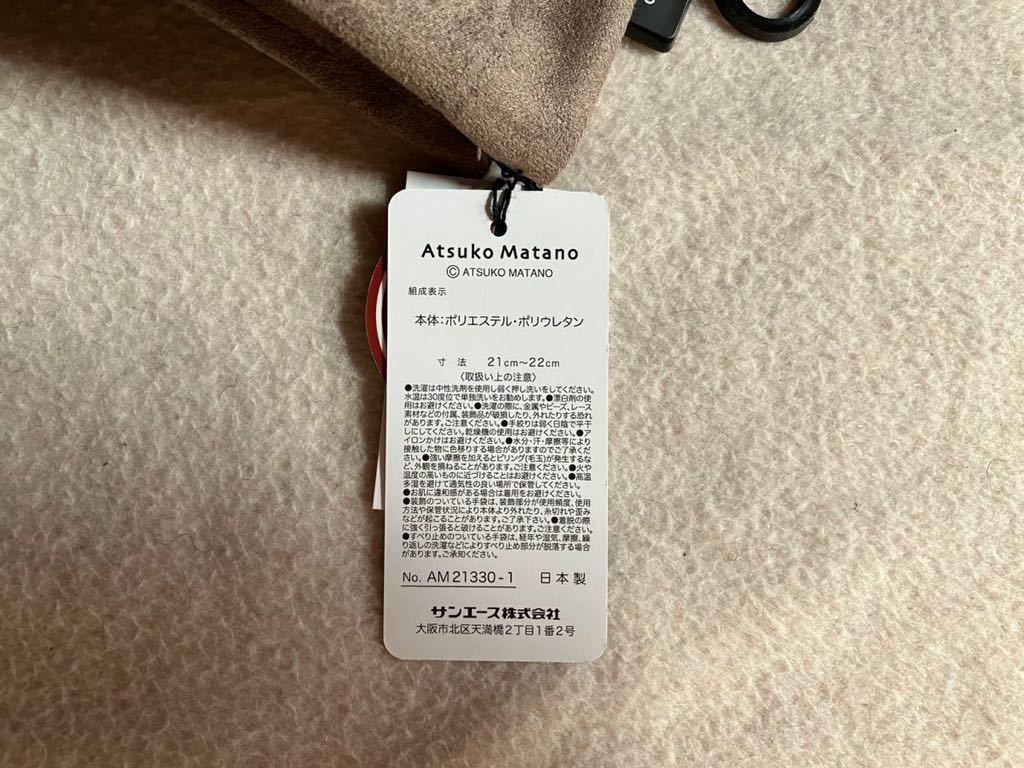 Atsuko Matano
Ⓒ ATSUKO MATANO
組成表示
本体:ポリエステル・ポリウレタン
寸 法 21cm～22cm
〈取扱い上の注意〉
●洗濯は中性洗剤を使用し弱く押し洗いをしてください。
水温は30度位で単独洗いをお勧めします。●漂白剤の使
用はお避けください。●洗濯の際に、金属やビーズ、レース
素材などの付属、装飾品が破損したり、外れたりする恐れ
があります。ご注意ください。●手絞りは弱く日陰で平干
しにしてください。乾燥機の使用はお避けください。●ア
イロンかけはお避けください。●水分・汗・摩擦等により
接触した物に色移りする場合がありますのでご了承くだ
さい。●強い摩擦を加えるとピリング(毛玉)が発生するな
ど、外観を損ねることがあります。ご注意ください。●火や
温度の高いものに近づけることはお避けください。●高温
多湿を避けて通気性の良い場所で保管してください。
●お肌に違和感がある場合は着用をお避けください。
●装飾のついている手袋は、装飾部分が使用頻度、使用
方法や保管状況により本体より外れたり、糸切れや歪み
などが起こることがあります。ご了承下さい。●着脱の際
に強く引っ張ると破けることがあります。ご注意ください。
●すべり止めのついている手袋は、経年や湿気、摩擦、繰
り返しの洗濯などによりすべり止め部分が脱落する場合
があります。ご承知ください。
No. AM21330-1 日本製
サンエース株式会社
大阪市北区天満橋2丁目1番2号